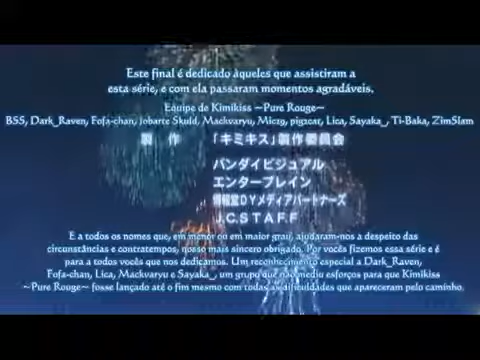 Este final é dedicado àqueles que assistiram a
esta série, e com ela passaram momentos agradáveis.
Equipe de Kimikiss ~Pure Rouge~
BSS, Dark_Raven, Fofa-chan, Jobarte Skuld, Mackvaryu, Miczg, pigzcat, Lica, Sayaka_, Ti-Baka, ZimSlam
製 作 「キミキス」製作委員会
バンダイビジュアル
エンターブレイン
博報堂DYメディアパートナーズ
J.C.STAFF
E a todos os nomes que, em menor ou em maior grau, ajudaram-nos a despeito das
circunstâncias e contratempos, nosso mais sincero obrigado. Por vocês fizemos essa série e é
para a todos vocês que nos dedicamos. Um reconhecimento especial a Dark_Raven,
Fofa-chan, Lica, Mackvaryu e Sayaka_, um grupo que não mediu esforços para que Kimikiss
~Pure Rouge~ fosse lançado até o fim mesmo com todas as dificuldades que apareceram pelo caminho.